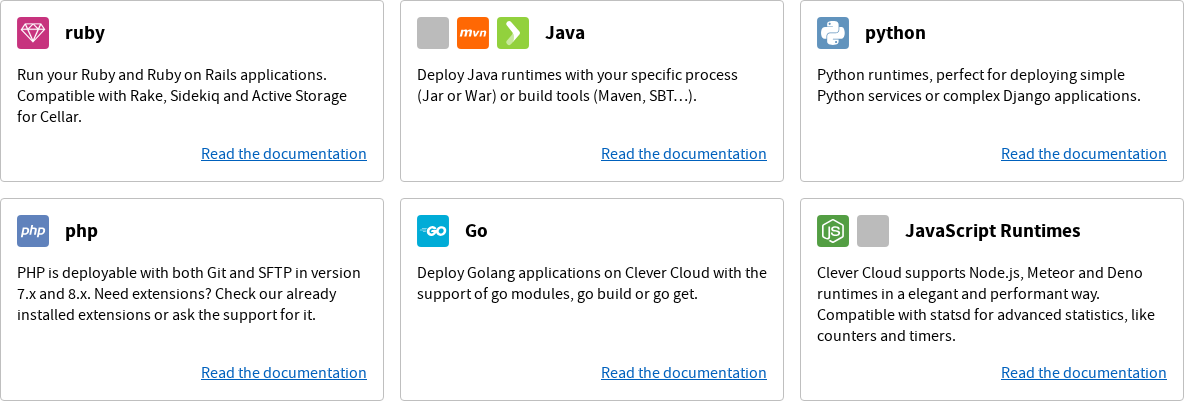 ruby
Run your Ruby and Ruby on Rails applications.
Compatible with Rake, Sidekiq and Active Storage
for Cellar.
Read the documentation
mvn
Java
Deploy Java runtimes with your specific process
(Jar or War) or build tools (Maven, SBT…).
Read the documentation
python
Python runtimes, perfect for deploying simple
Python services or complex Django applications.
Read the documentation
php
php
PHP is deployable with both Git and SFTP in version
7.x and 8.x. Need extensions? Check our already
installed extensions or ask the support for it.
Read the documentation
GO
Go
Deploy Golang applications on Clever Cloud with the
support of go modules, go build or go get.
Read the documentation
JS
JavaScript Runtimes
Clever Cloud supports Node.js, Meteor and Deno
runtimes in a elegant and performant way.
Compatible with statsd for advanced statistics, like
counters and timers.
Read the documentation